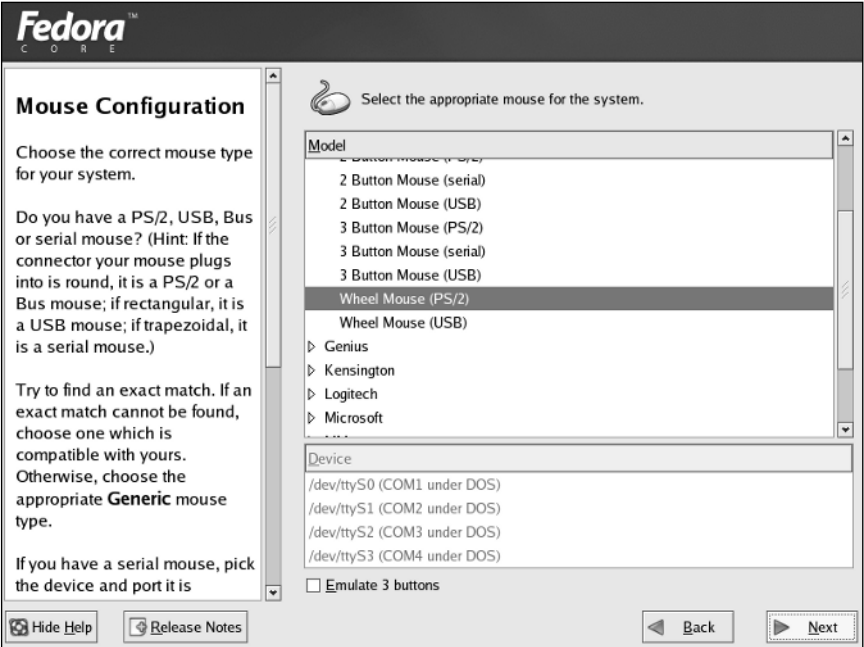 Fedora™
CORE
Mouse Configuration
Choose the correct mouse type
for your system.
Do you have a PS/2, USB, Bus
or serial mouse? (Hint: If the
connector your mouse plugs
into is round, it is a PS/2 or a
Bus mouse; if rectangular, it is
a USB mouse; if trapezoidal, it
is a serial mouse.)
Try to find an exact match. If an
exact match cannot be found,
choose one which is
compatible with yours.
Otherwise, choose the
appropriate Generic mouse
type.
If you have a serial mouse, pick
the device and port it is
Select the appropriate mouse for the system.
Model
2 Button Mouse (PS/2)
2 Button Mouse (serial)
2 Button Mouse (USB)
3 Button Mouse (PS/2)
3 Button Mouse (serial)
3 Button Mouse (USB)
Wheel Mouse (PS/2)
Wheel Mouse (USB)
Genius
Kensington
Logitech
Microsoft
Device
/dev/ttyS0 (COM1 under DOS)
/dev/ttyS1 (COM2 under DOS)
/dev/ttyS2 (COM3 under DOS)
/dev/ttyS3 (COM4 under DOS)
Emulate 3 buttons
Hide Help
Release Notes
Back
Next